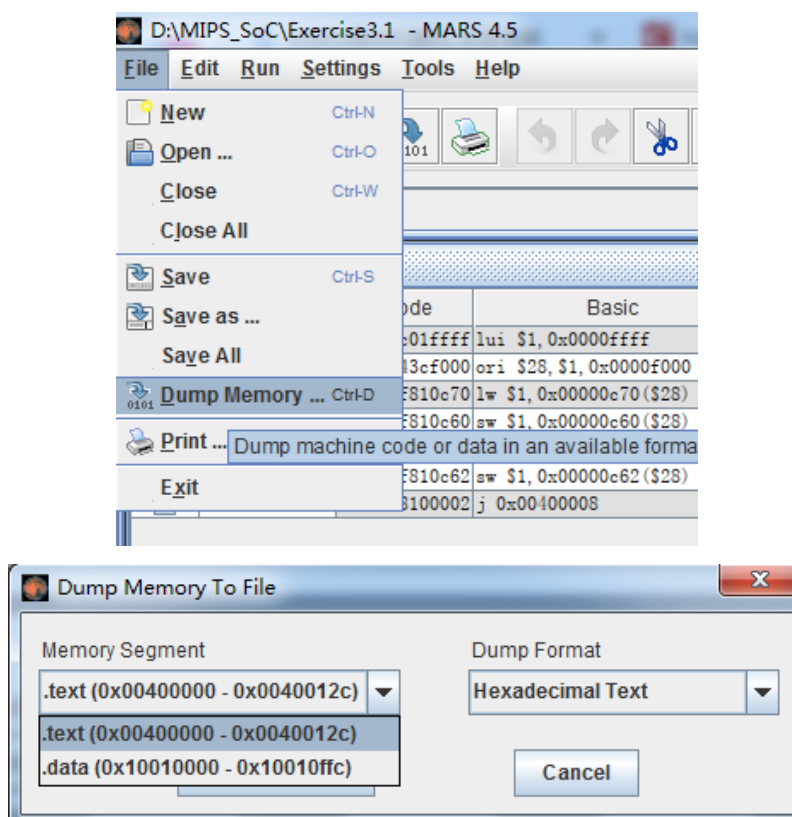 D:\MIPS_SoC\Exercise3.1 - MARS 4.5
File Edit Run Settings Tools Help
New Ctrl-N
Open ... Ctrl-O
101
Close Ctrl-W
Close All
Save Ctrl-S
Save as ...
Save All
Dump Memory ... Ctrl-D
Print ...
Dump machine code or data in an available forma
Exit
ode Basic
c01ffff lui $1,0x0000ffff
43cf000 ori $28,$1,0x0000f000
f810c70 lw $1,0x00000c70($28)
f810c60 sw $1,0x00000c60($28)
f810c62 sw $1,0x00000c62($28)
8100002 j 0x00400008
Dump Memory To File
Memory Segment Dump Format
.text (0x00400000 - 0x0040012c) Hexadecimal Text
.text (0x00400000 - 0x0040012c)
.data (0x10010000 - 0x10010ffc)
Cancel